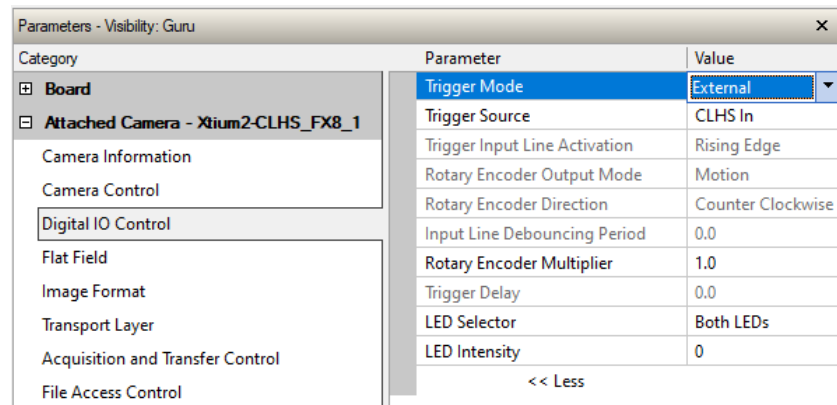 Parameters - Visibility: Guru ×
Category Parameter Value
Board Trigger Mode External
Attached Camera - Xtium2-CLHS_FX8_1 Trigger Source CLHS In
Camera Information Trigger Input Line Activation Rising Edge
Camera Control Rotary Encoder Output Mode Motion
Digital IO Control Rotary Encoder Direction Counter Clockwise
Flat Field Input Line Debouncing Period 0.0
Image Format Rotary Encoder Multiplier 1.0
Transport Layer Trigger Delay 0.0
Acquisition and Transfer Control LED Selector Both LEDs
File Access Control LED Intensity 0
<< Less